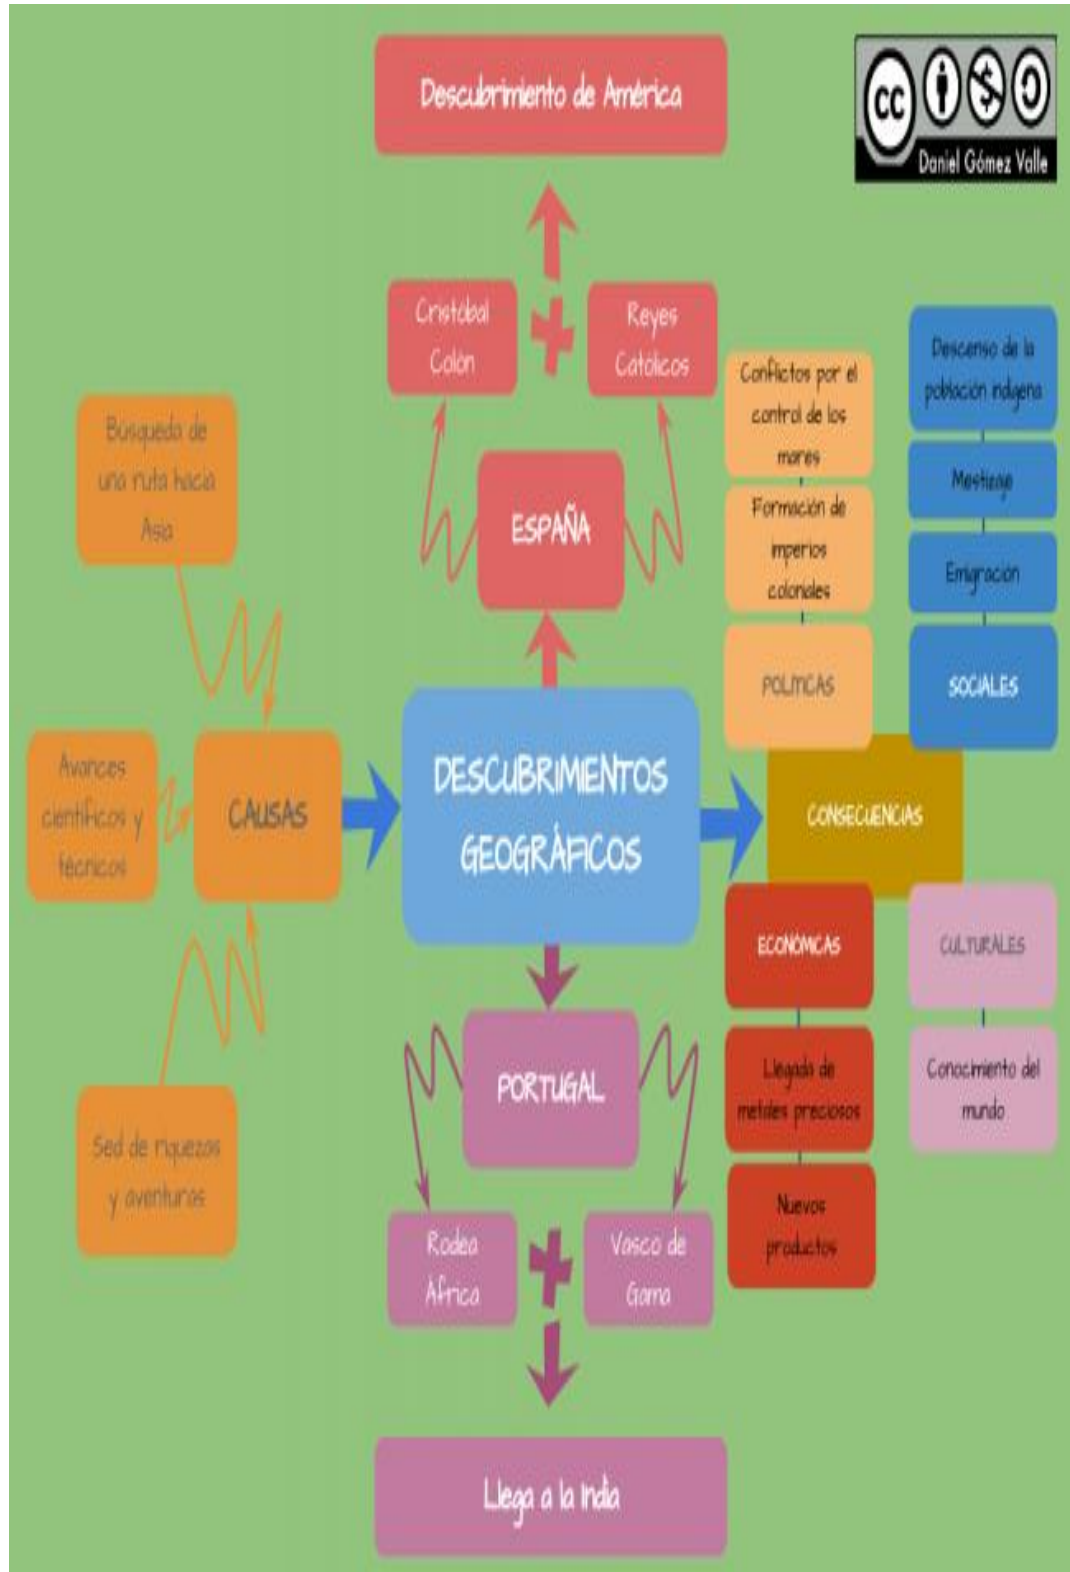 Descubrimiento de América
cc
Daniel Gómez Valle
Cristóbal
Colón
Reyes
Católicos
ESPAÑA
Búsqueda de
una ruta hacia
Asia
Avances
científicos y
técnicos
CAUSAS
Sed de riquezas
y aventuras
DESCUBRIMIENTOS
GEOGRÁFICOS
Conflictos por el
control de los
mares
Formación de
imperios
coloniales
POLÍTICAS
Descenso de la
población indígena
Mestizaje
Emigración
SOCIALES
CONSECUENCIAS
ECONÓMICAS
Llegada de
metales preciosos
Nuevos
productos
CULTURALES
Conocimiento del
mundo
PORTUGAL
Rodea
África
Vasco de
Gama
Llega a la India